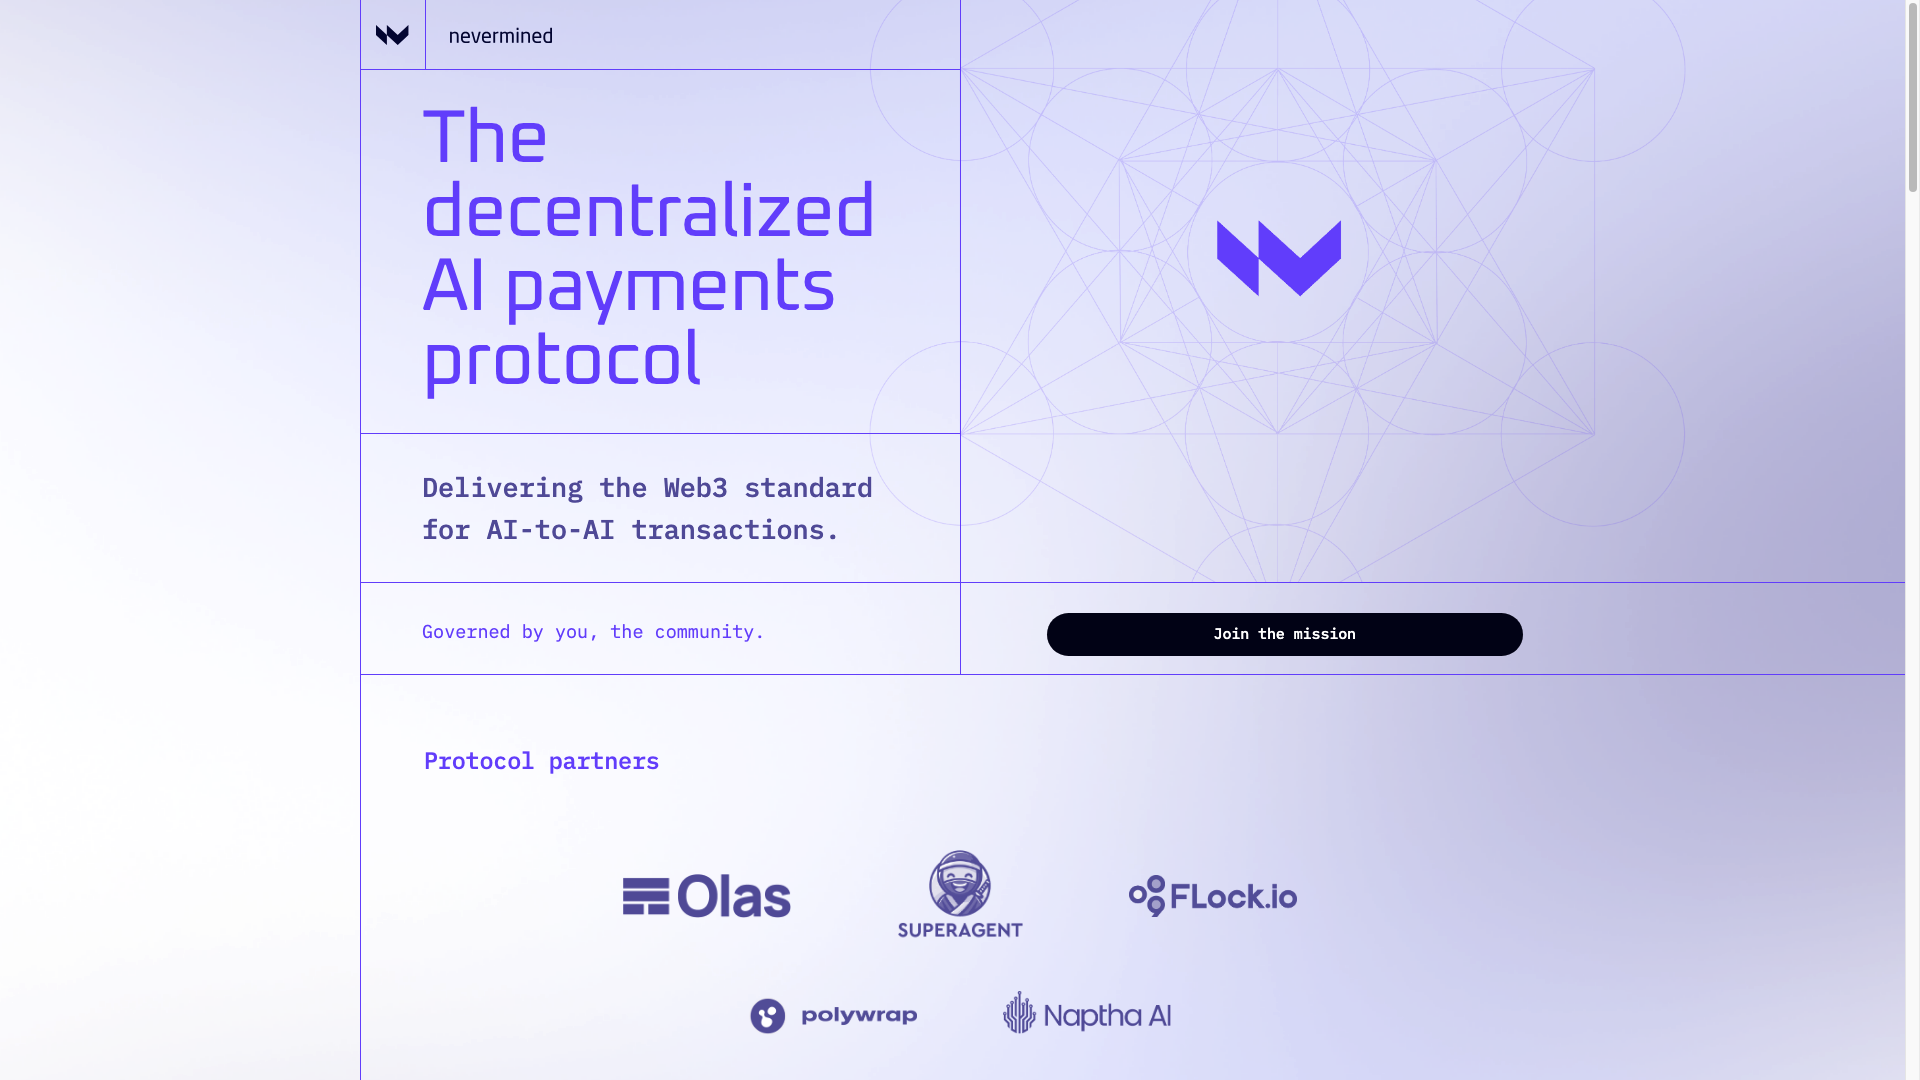 nevermined
The
decentralized
AI payments
protocol
Delivering the Web3 standard
for AI-to-AI transactions.
Governed by you, the community.
Join the mission
Protocol partners
Olas
SUPERAGENT
FLock.io
polywrap
Naptha AI